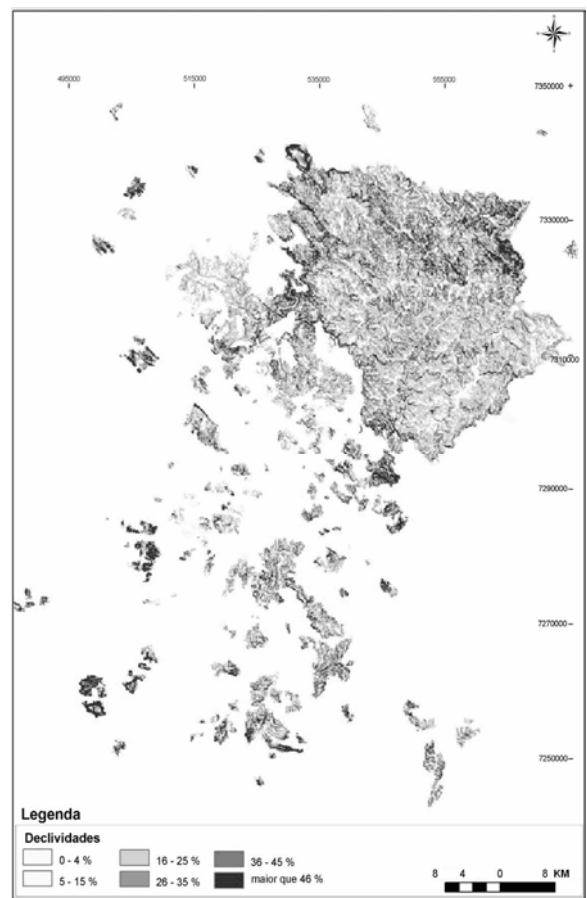 495000 515000 535000 555000 7350000
7330000
7310000
7290000
7270000
7250000
Legenda
Declividades
0 - 4 % 16 - 25 % 36 - 45 %
5 - 15 % 26 - 35 % maior que 46 %
8 4 0 8 KM